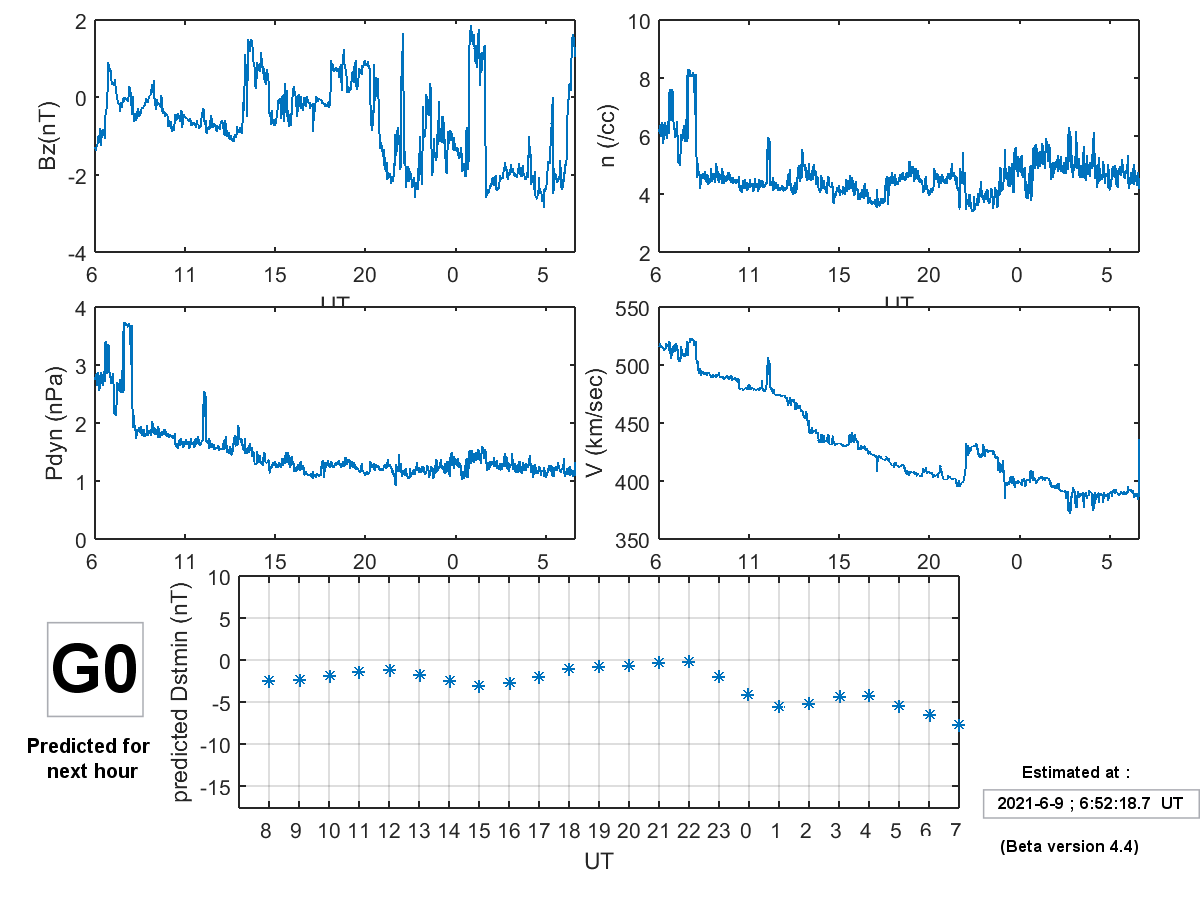 2
0
-2
-4
Bz(nT)
6 11 15 20 0 5
UT
10
8
6
4
2
n (/cc)
6 11 15 20 0 5
UT
4
3
2
1
0
Pdyn (nPa)
6 11 15 20 0 5
550
500
450
400
350
V (km/sec)
6 11 15 20 0 5
10
5
0
-5
-10
-15
predicted Dstmin (nT)
8 9 10 11 12 13 14 15 16 17 18 19 20 21 22 23 0 1 2 3 4 5 6 7
UT
G0
Predicted for
next hour
Estimated at :
2021-6-9 ; 6:52:18.7 UT
(Beta version 4.4)